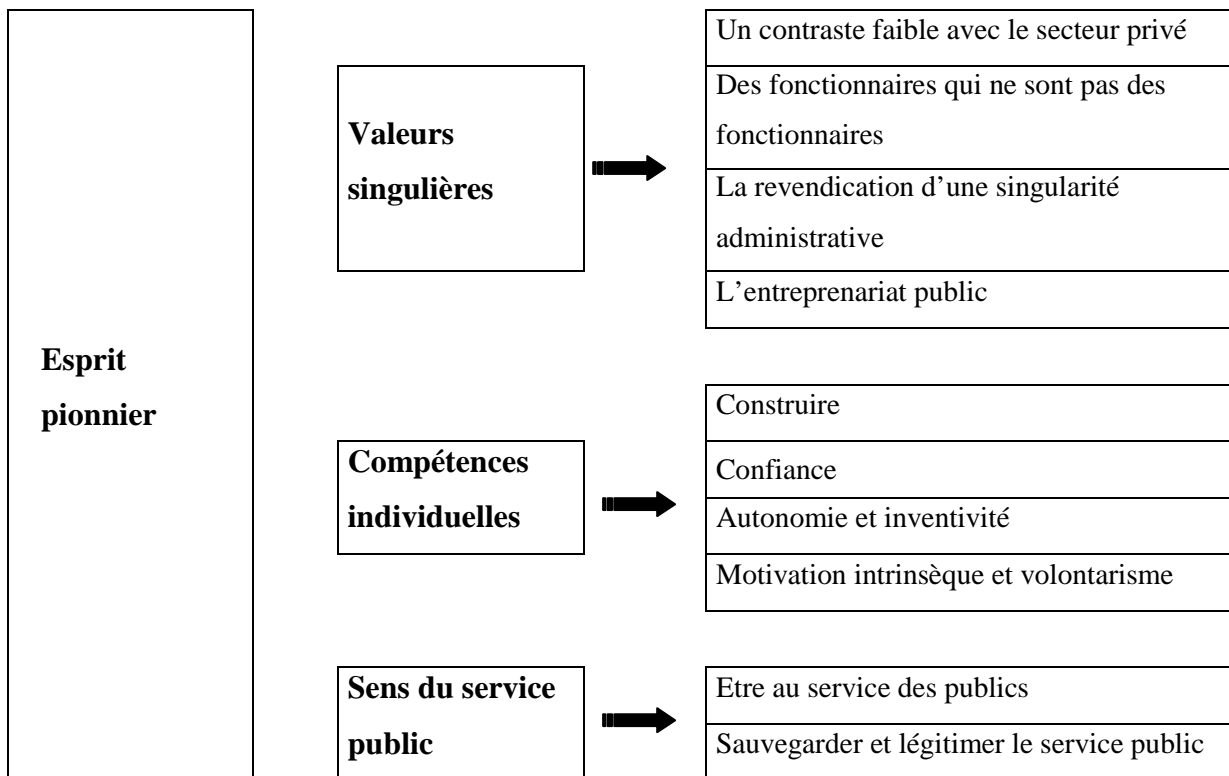 Esprit
pionnier
Valeurs
singulières
Un contraste faible avec le secteur privé
Des fonctionnaires qui ne sont pas des
fonctionnaires
La revendication d’une singularité
administrative
L’entreprenariat public
Compétences
individuelles
Construire
Confiance
Autonomie et inventivité
Motivation intrinsèque et volontarisme
Sens du service
public
Etre au service des publics
Sauvegarder et légitimer le service public